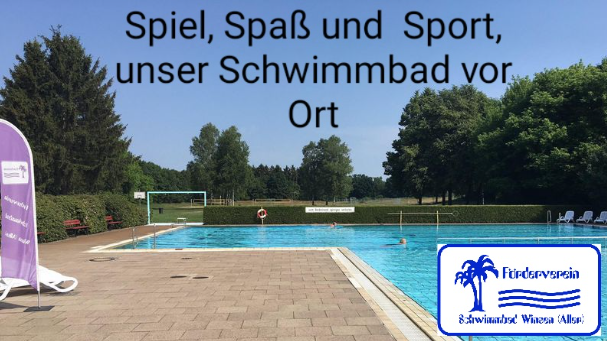 Spiel, Spaß und Sport,
unser Schwimmbad vor
Ort
Förderverein
Schwimmbad Winsen (Aller)